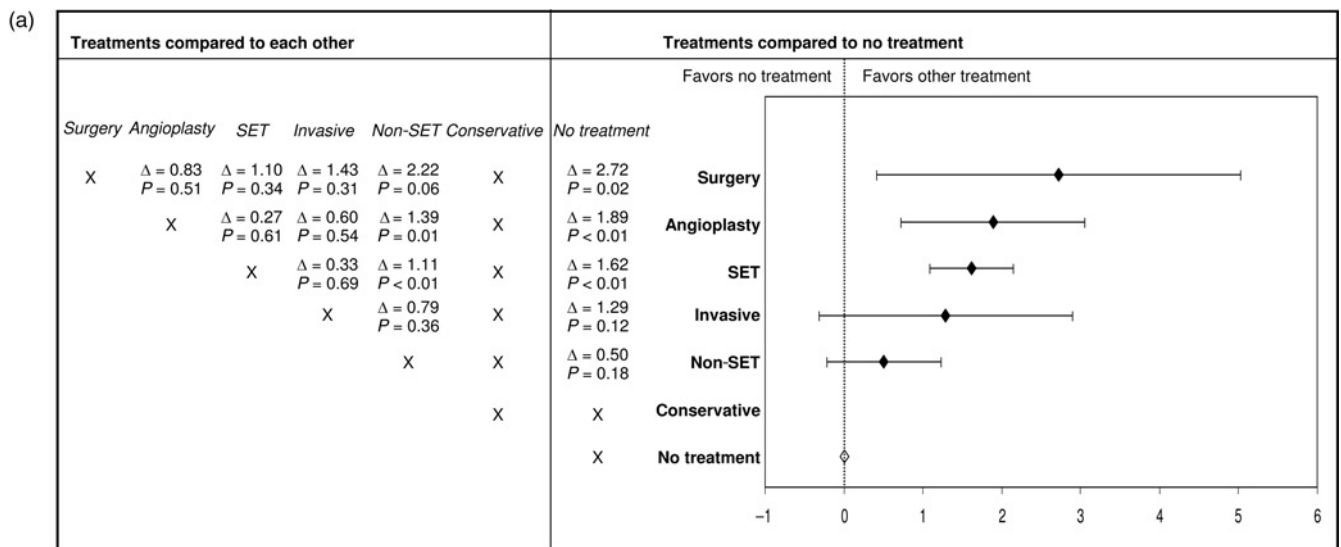 (a)
Treatments compared to each other
Treatments compared to no treatment
Favors no treatment
Favors other treatment
Surgery Angioplasty SET Invasive Non-SET Conservative No treatment
X Δ = 0.83 Δ = 1.10 Δ = 1.43 Δ = 2.22 X Δ = 2.72 Surgery
P = 0.51 P = 0.34 P = 0.31 P = 0.06 P = 0.02
X Δ = 0.27 Δ = 0.60 Δ = 1.39 X Δ = 1.89 Angioplasty
P = 0.61 P = 0.54 P = 0.01 P < 0.01
X Δ = 0.33 Δ = 1.11 X Δ = 1.62 SET
P = 0.69 P < 0.01 P < 0.01
X Δ = 0.79 X Δ = 1.29 Invasive
P = 0.36 P = 0.12
X X Δ = 0.50 Non-SET
P = 0.18
X X Conservative
X No treatment
–1 0 1 2 3 4 5 6